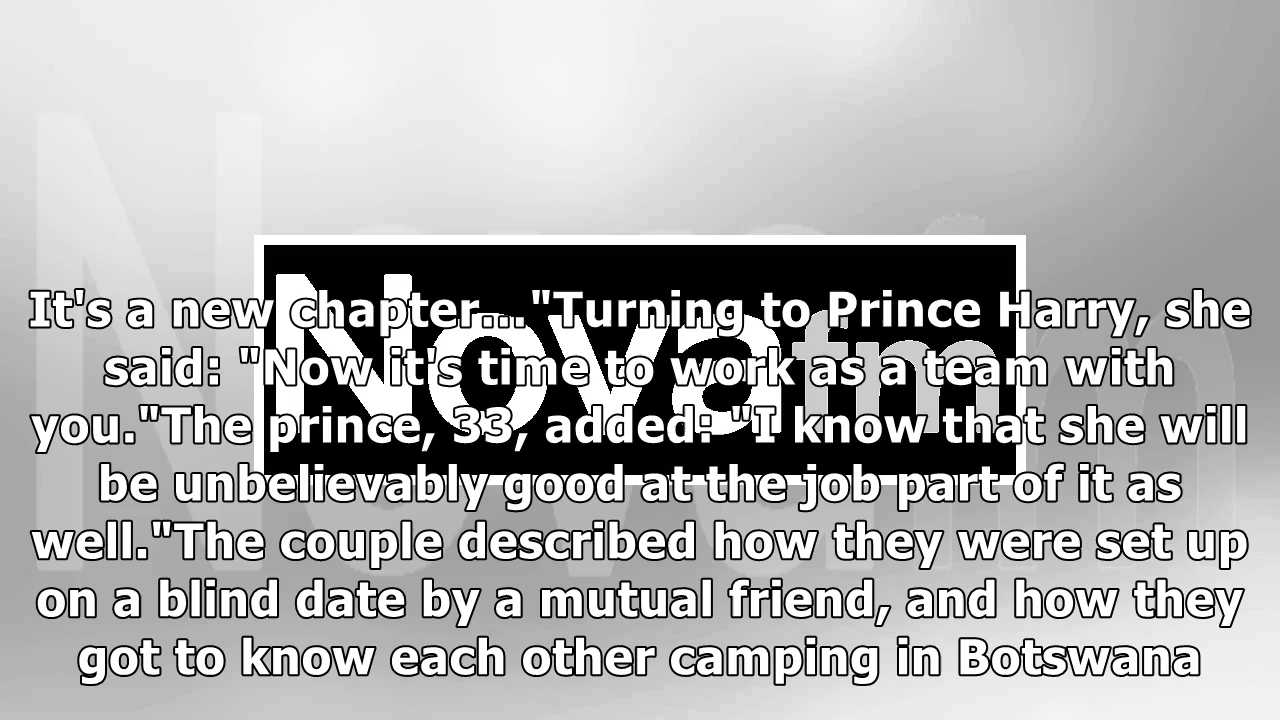 Nova fm
It's a new chapter..."Turning to Prince Harry, she
said: "Now it's time to work as a team with
you."The prince, 33, added: "I know that she will
be unbelievably good at the job part of it as
well."The couple described how they were set up
on a blind date by a mutual friend, and how they
got to know each other camping in Botswana